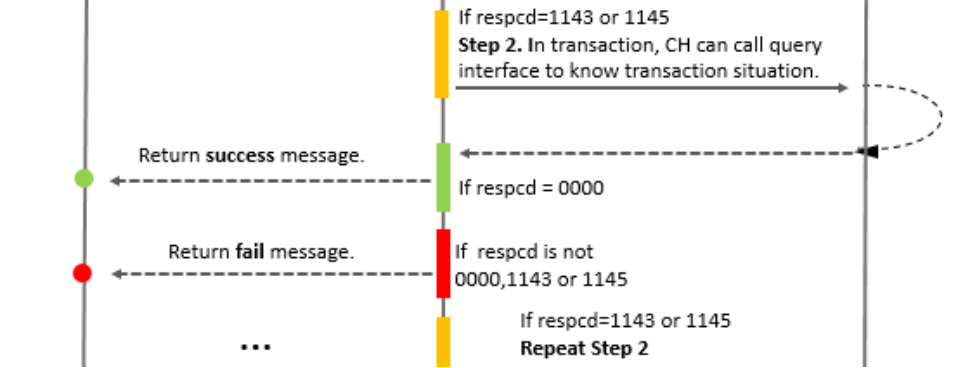 If respcd=1143 or 1145
Step 2. In transaction, CH can call query
interface to know transaction situation.
Return success message.
If respcd = 0000
Return fail message.
If  respcd is not
0000,1143 or 1145
If respcd=1143 or 1145
Repeat Step 2
...